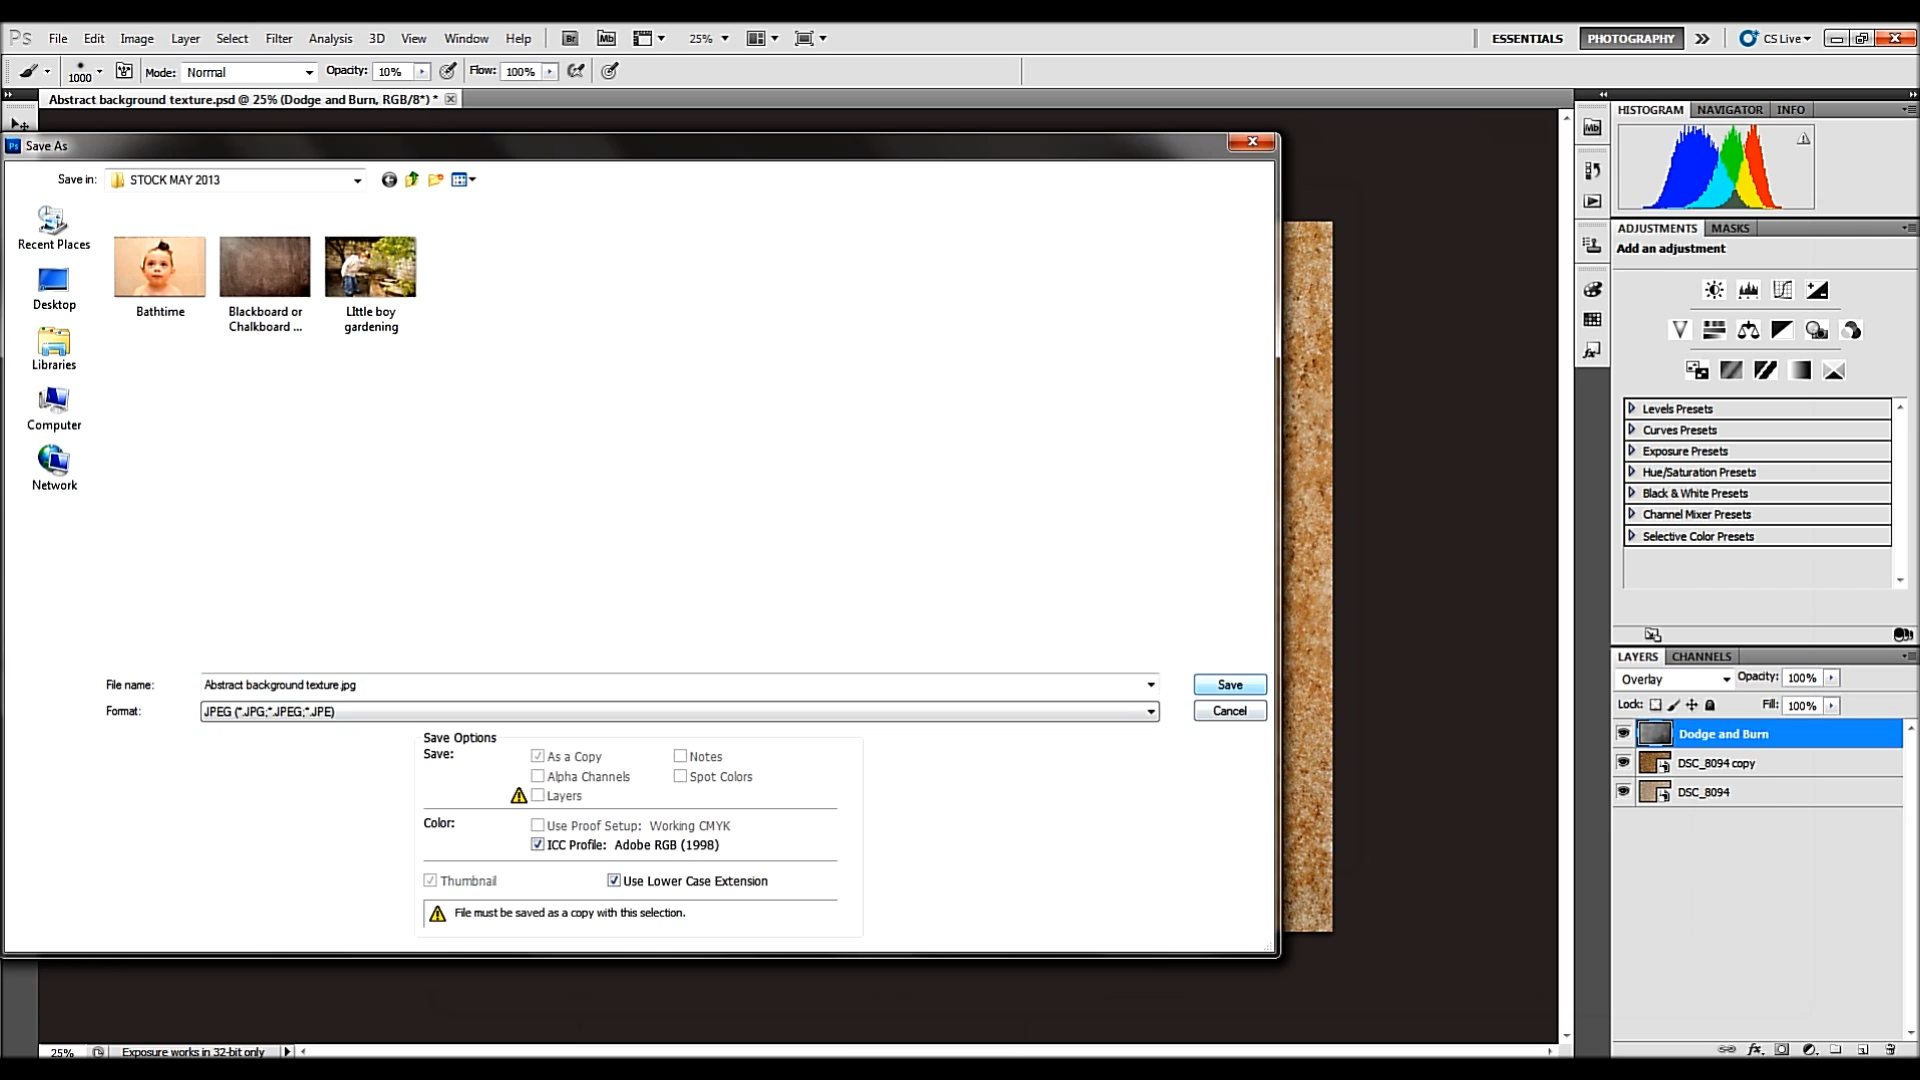 Ps File Edit Image Layer Select Filter Analysis 3D View Window Help Br Mb 25% ESSENTIALS PHOTOGRAPHY CS Live
1000 Mode: Normal Opacity: 10% Flow: 100%
Abstract background texture.psd @ 25% (Dodge and Burn, RGB/8*) *
Ps Save As
Save in: STOCK MAY 2013
Recent Places
Desktop
Libraries
Computer
Network
Bathtime
Blackboard or
Chalkboard ...
LIttle boy
gardening
File name: Abstract background texture.jpg Save
Format: JPEG (*.JPG;*.JPEG;*.JPE) Cancel
Save Options
Save: As a Copy Notes
Alpha Channels Spot Colors
Layers
Color: Use Proof Setup: Working CMYK
ICC Profile: Adobe RGB (1998)
Thumbnail Use Lower Case Extension
File must be saved as a copy with this selection.
25% Exposure works in 32-bit only
HISTOGRAM NAVIGATOR INFO
Mb
ADJUSTMENTS MASKS
Add an adjustment
Levels Presets
Curves Presets
Exposure Presets
Hue/Saturation Presets
Black & White Presets
Channel Mixer Presets
Selective Color Presets
LAYERS CHANNELS
Overlay Opacity: 100%
Lock: Fill: 100%
Dodge and Burn
DSC_8094 copy
DSC_8094
fx